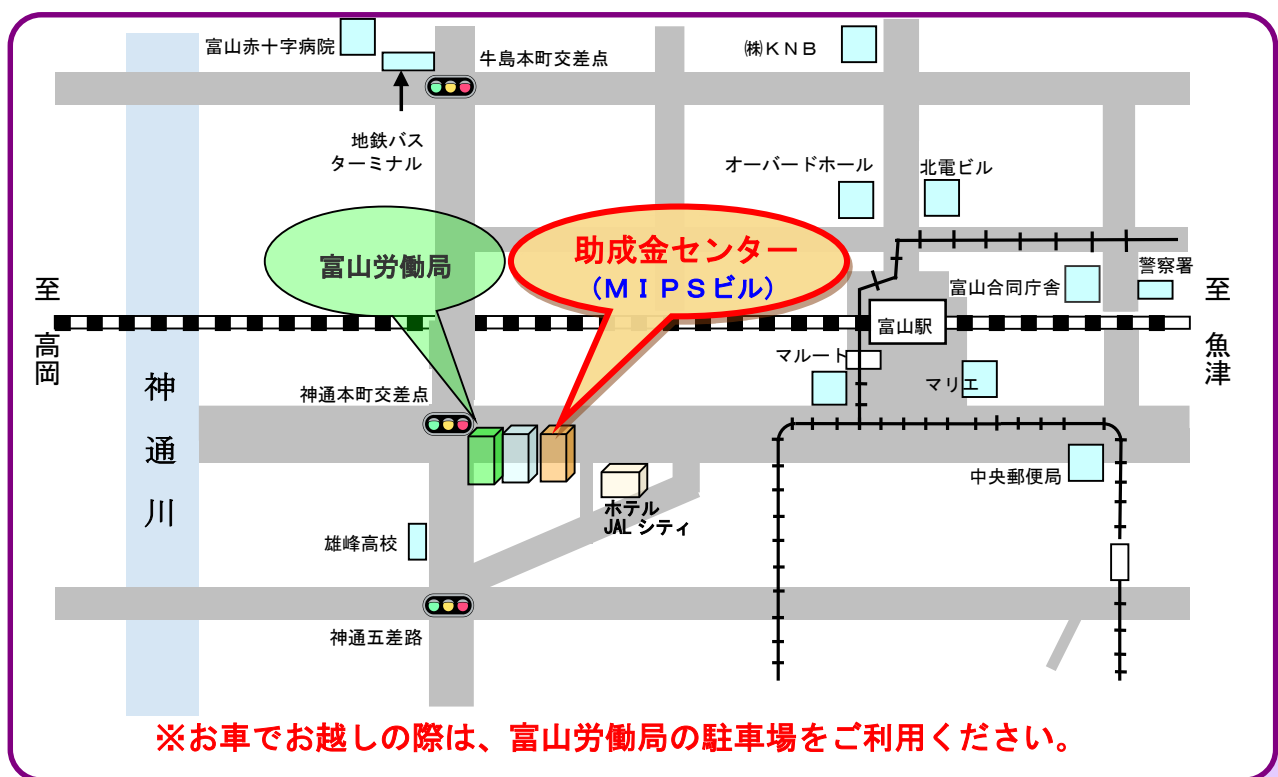 富山赤十字病院
牛島本町交差点
㈱KNB
地鉄バス
ターミナル
オーバードホール
北電ビル
富山労働局
助成金センター
(MIPSビル)
警察署
富山合同庁舎
至
高岡
至
魚津
富山駅
マルート
マリエ
神通本町交差点
神通川
中央郵便局
ホテル
JALシティ
雄峰高校
神通五差路
※お車でお越しの際は、富山労働局の駐車場をご利用ください。